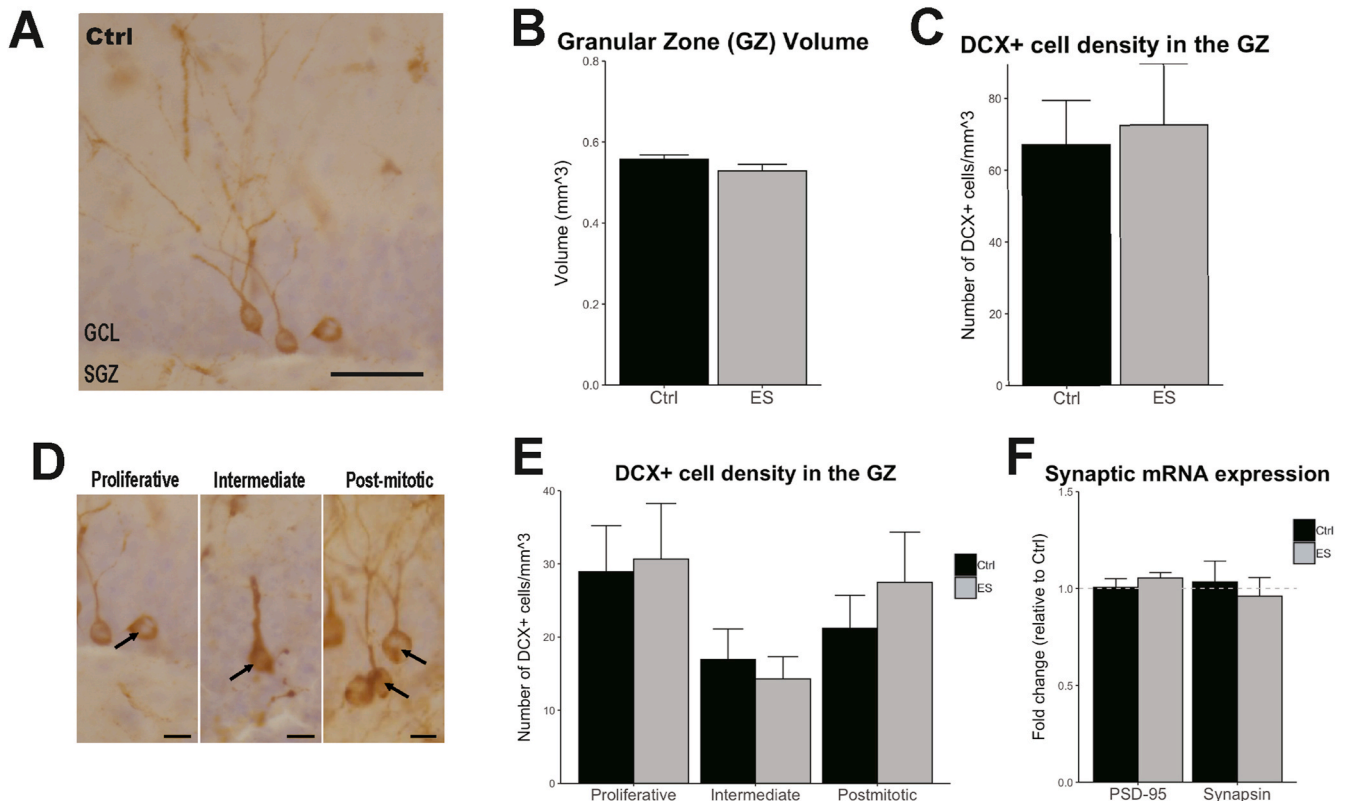 A
Ctrl
GCL
SGZ
B
Granular Zone (GZ) Volume
Volume (mm^3)
0.8
0.6
0.4
0.2
0.0
Ctrl
ES
C
DCX+ cell density in the GZ
Number of DCX+ cells/mm^3
80
60
40
20
0
Ctrl
ES
D
Proliferative
Intermediate
Post-mitotic
E
DCX+ cell density in the GZ
Number of DCX+ cells/mm^3
40
30
20
10
0
Proliferative
Intermediate
Postmitotic
Ctrl
ES
F
Synaptic mRNA expression
Fold change (relative to Ctrl)
1.5
1.0
0.5
0.0
PSD-95
Synapsin
Ctrl
ES